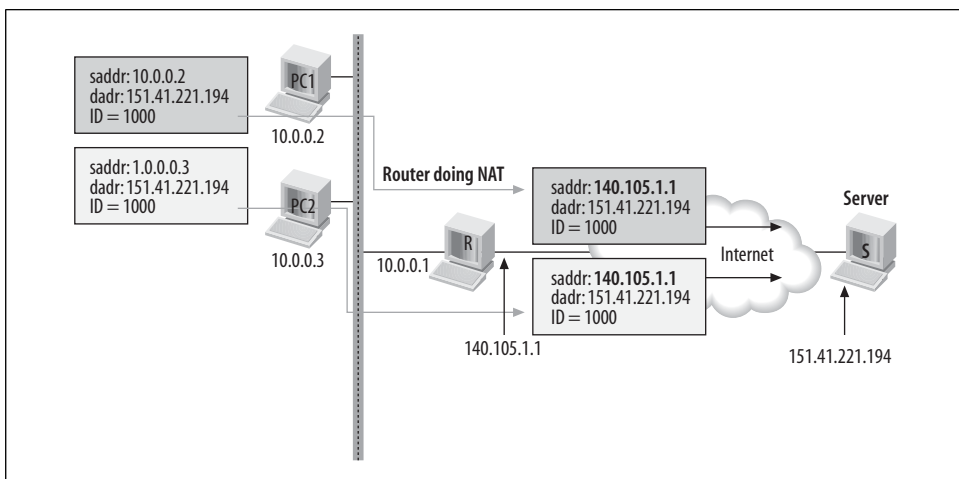 saddr: 10.0.0.2
dadr: 151.41.221.194
ID = 1000
PC1
10.0.0.2
saddr: 1.0.0.0.3
dadr: 151.41.221.194
ID = 1000
PC2
10.0.0.3
Router doing NAT
10.0.0.1
R
140.105.1.1
saddr: 140.105.1.1
dadr: 151.41.221.194
ID = 1000
saddr: 140.105.1.1
dadr: 151.41.221.194
ID = 1000
Internet
Server
S
151.41.221.194